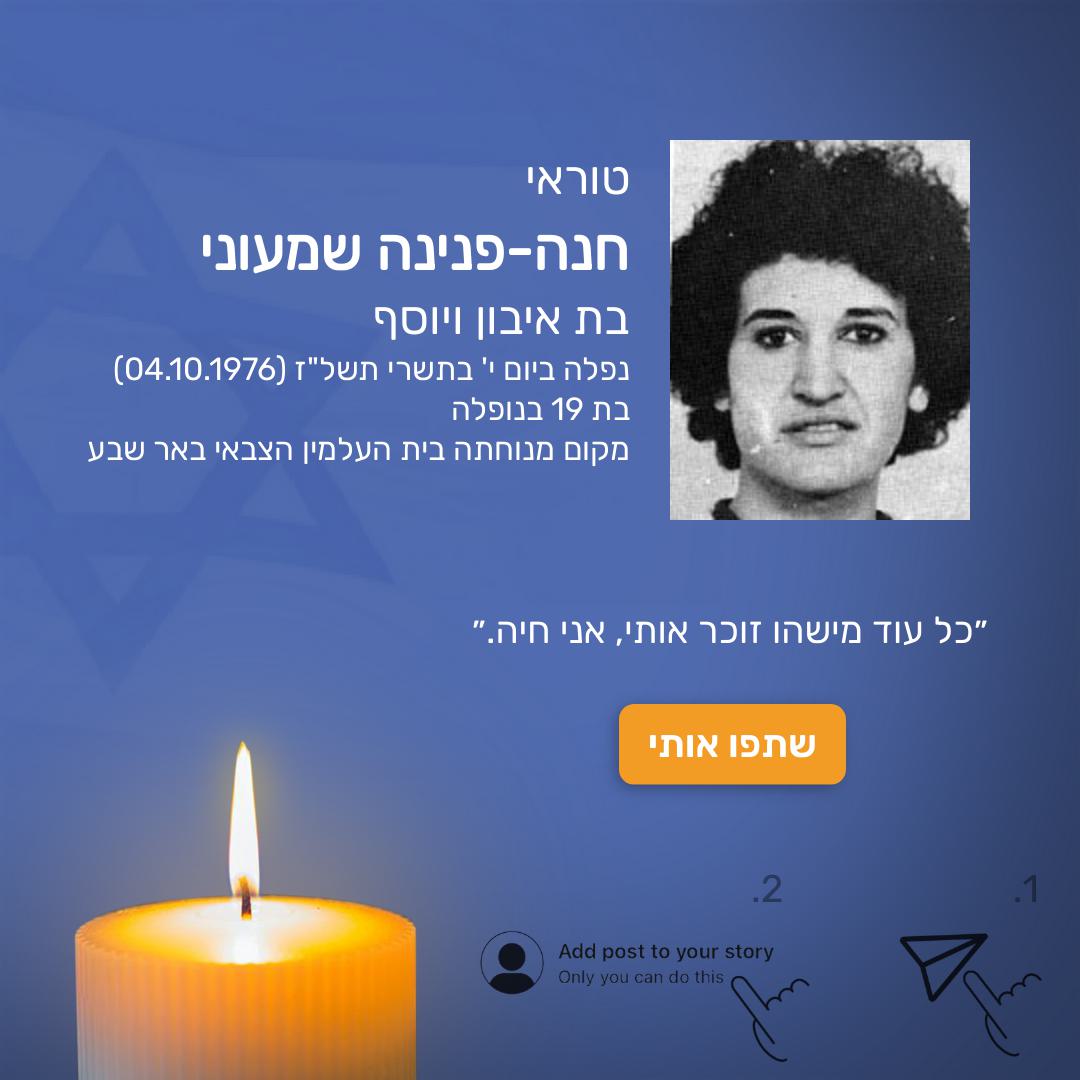 טוראי
חנה-פנינה שמעוני
בת איבון ויוסף
נפלה ביום י' בתשרי תשל"ז (04.10.1976)
בת 19 בנופלה
מקום מנוחתה בית העלמין הצבאי באר שבע
״כל עוד מישהו זוכר אותי, אני חיה.״
שתפו אותי
.1
.2
Add post to your story
Only you can do this